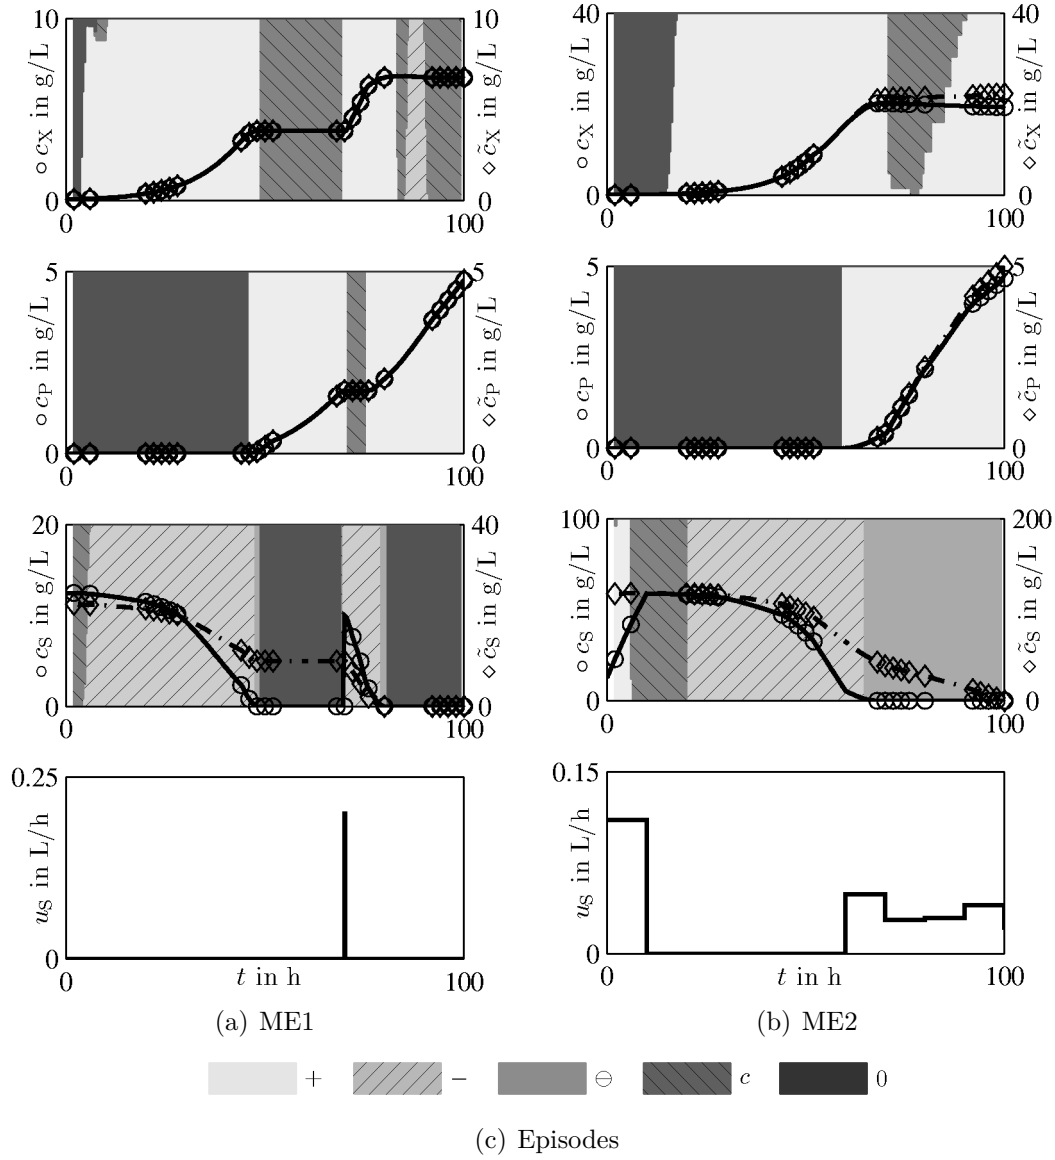 10
10
40
40
○ c_X in g/L
◇ c̃_X in g/L
○ c_X in g/L
◇ c̃_X in g/L
0
0
0
0
0
100
0
100
5
5
5
5
○ c_P in g/L
◇ c̃_P in g/L
○ c_P in g/L
◇ c̃_P in g/L
0
0
0
0
0
100
0
100
20
40
100
200
○ c_S in g/L
◇ c̃_S in g/L
○ c_S in g/L
◇ c̃_S in g/L
0
0
0
0
0
100
0
100
0.25
0.15
u_S in L/h
u_S in L/h
0
0
0
t in h
100
0
t in h
100
(a) ME1
(b) ME2
+
−
⊖
c
0
(c) Episodes